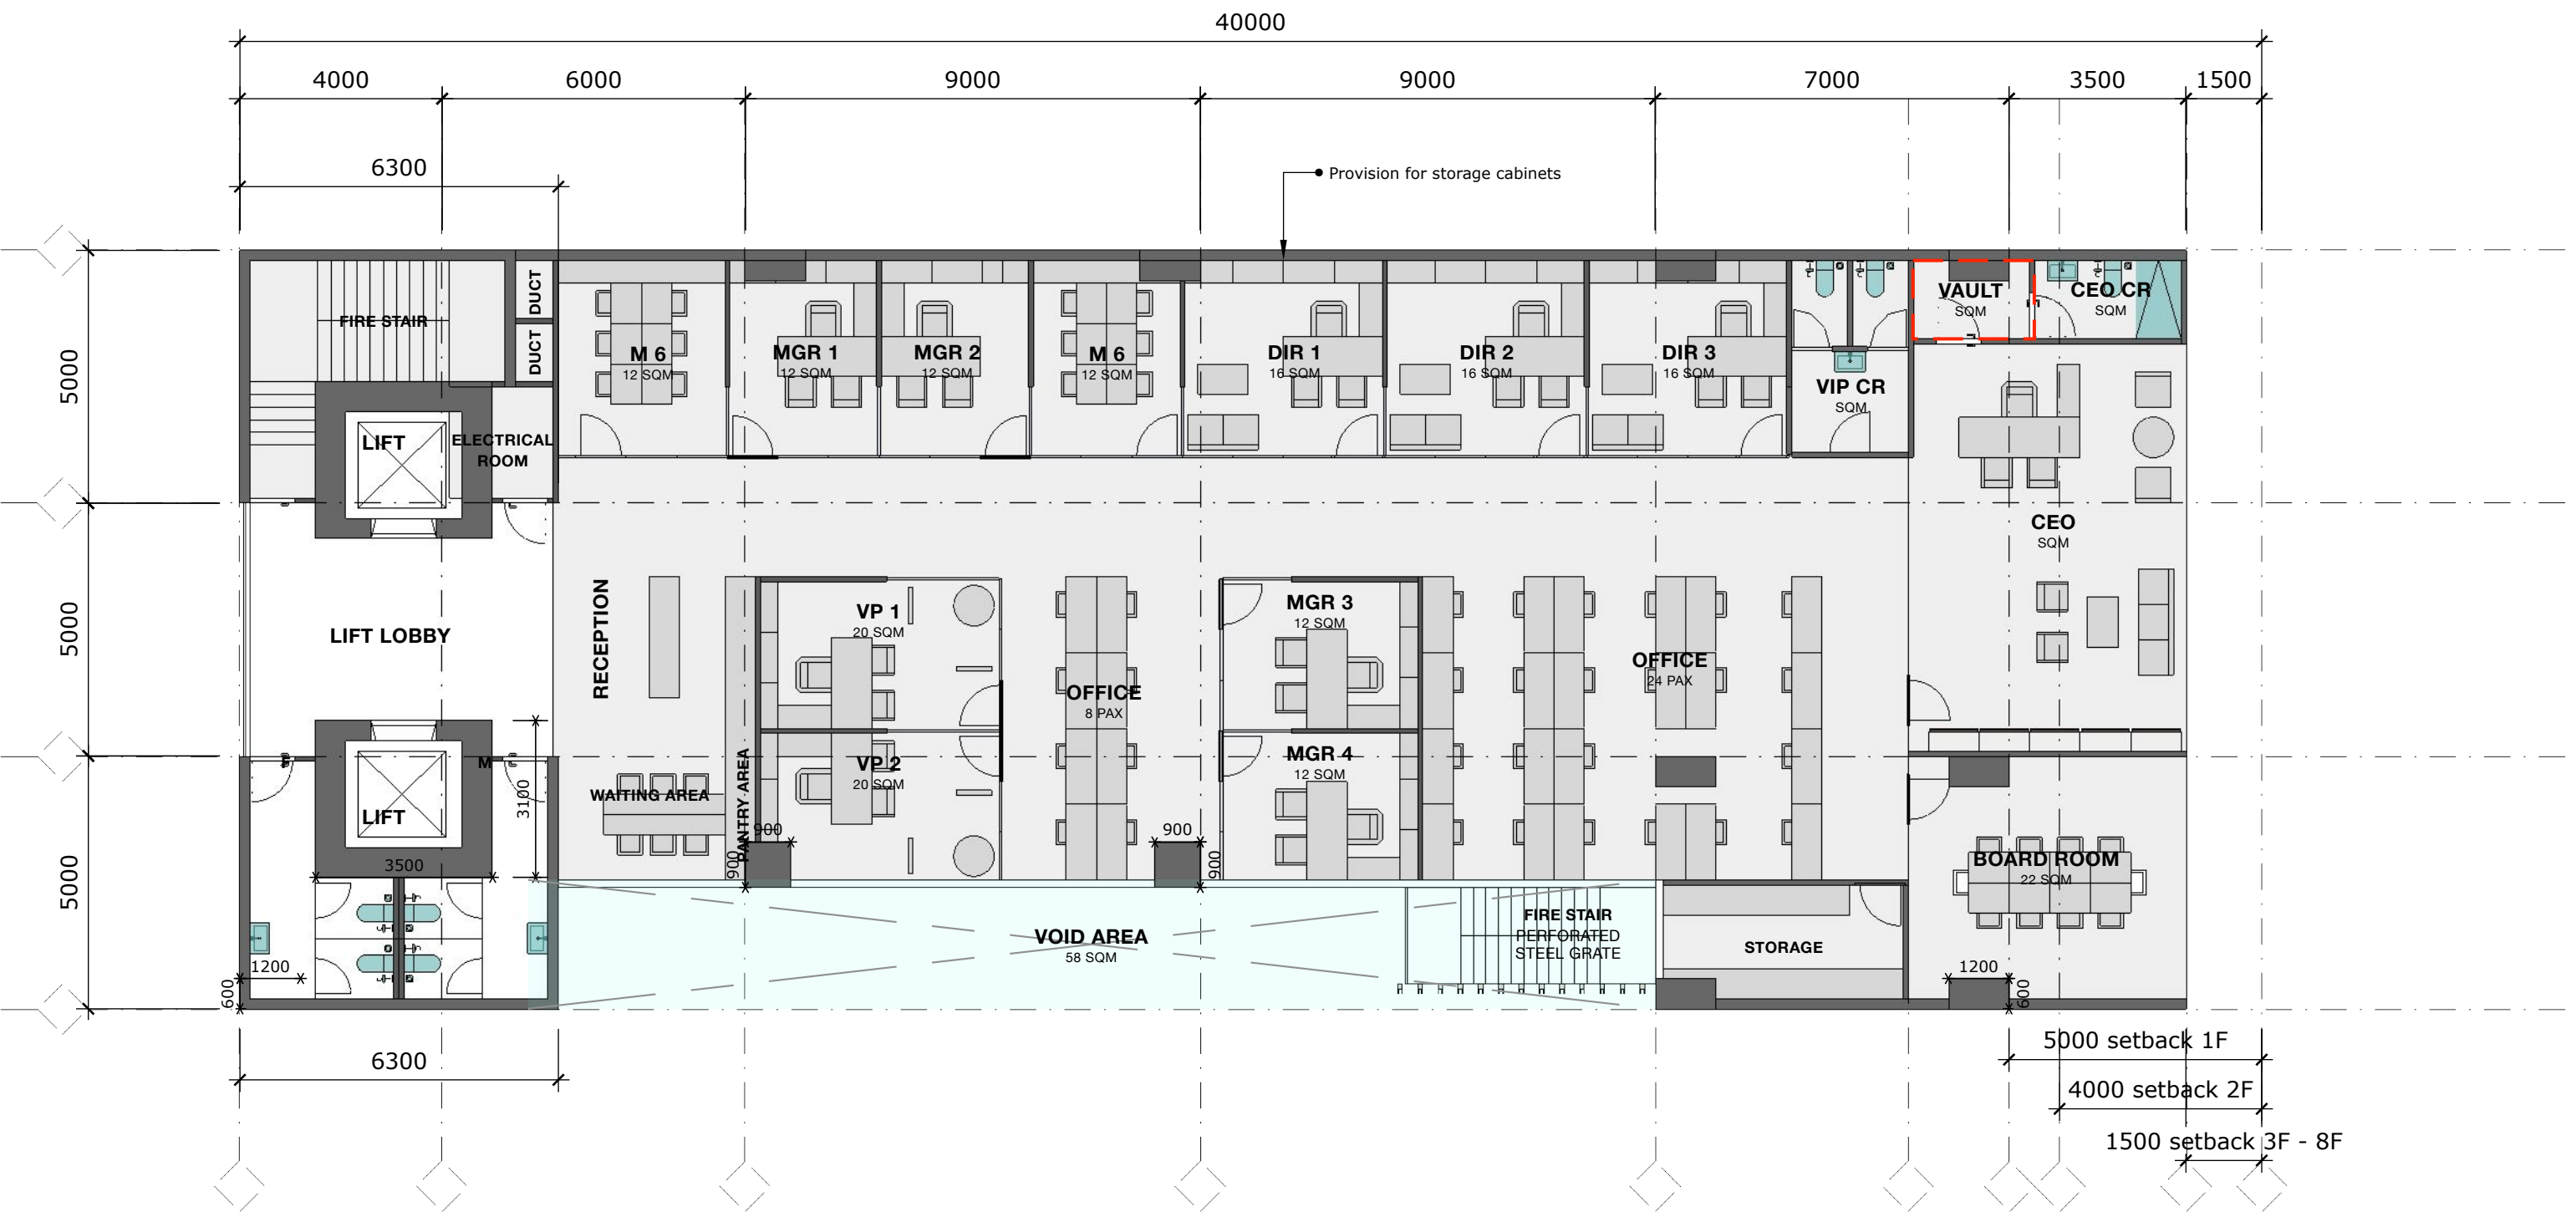 40000
4000
6000
9000
9000
7000
3500
1500
6300
Provision for storage cabinets
5000
5000
5000
FIRE STAIR
DUCT
DUCT
LIFT
ELECTRICAL
ROOM
M 6
12 SQM
MGR 1
12 SQM
MGR 2
12 SQM
M 6
12 SQM
DIR 1
16 SQM
DIR 2
16 SQM
DIR 3
16 SQM
VIP CR
SQM
VAULT
SQM
CEO CR
SQM
CEO
SQM
LIFT LOBBY
RECEPTION
VP 1
20 SQM
OFFICE
8 PAX
MGR 3
12 SQM
OFFICE
24 PAX
M
3100
LIFT
3500
WAITING AREA
PANTRY AREA
VP 2
20 SQM
900
900
900
900
MGR 4
12 SQM
BOARD ROOM
22 SQM
1200
600
VOID AREA
58 SQM
FIRE STAIR
PERFORATED
STEEL GRATE
STORAGE
1200
600
6300
5000 setback 1F
4000 setback 2F
1500 setback 3F - 8F